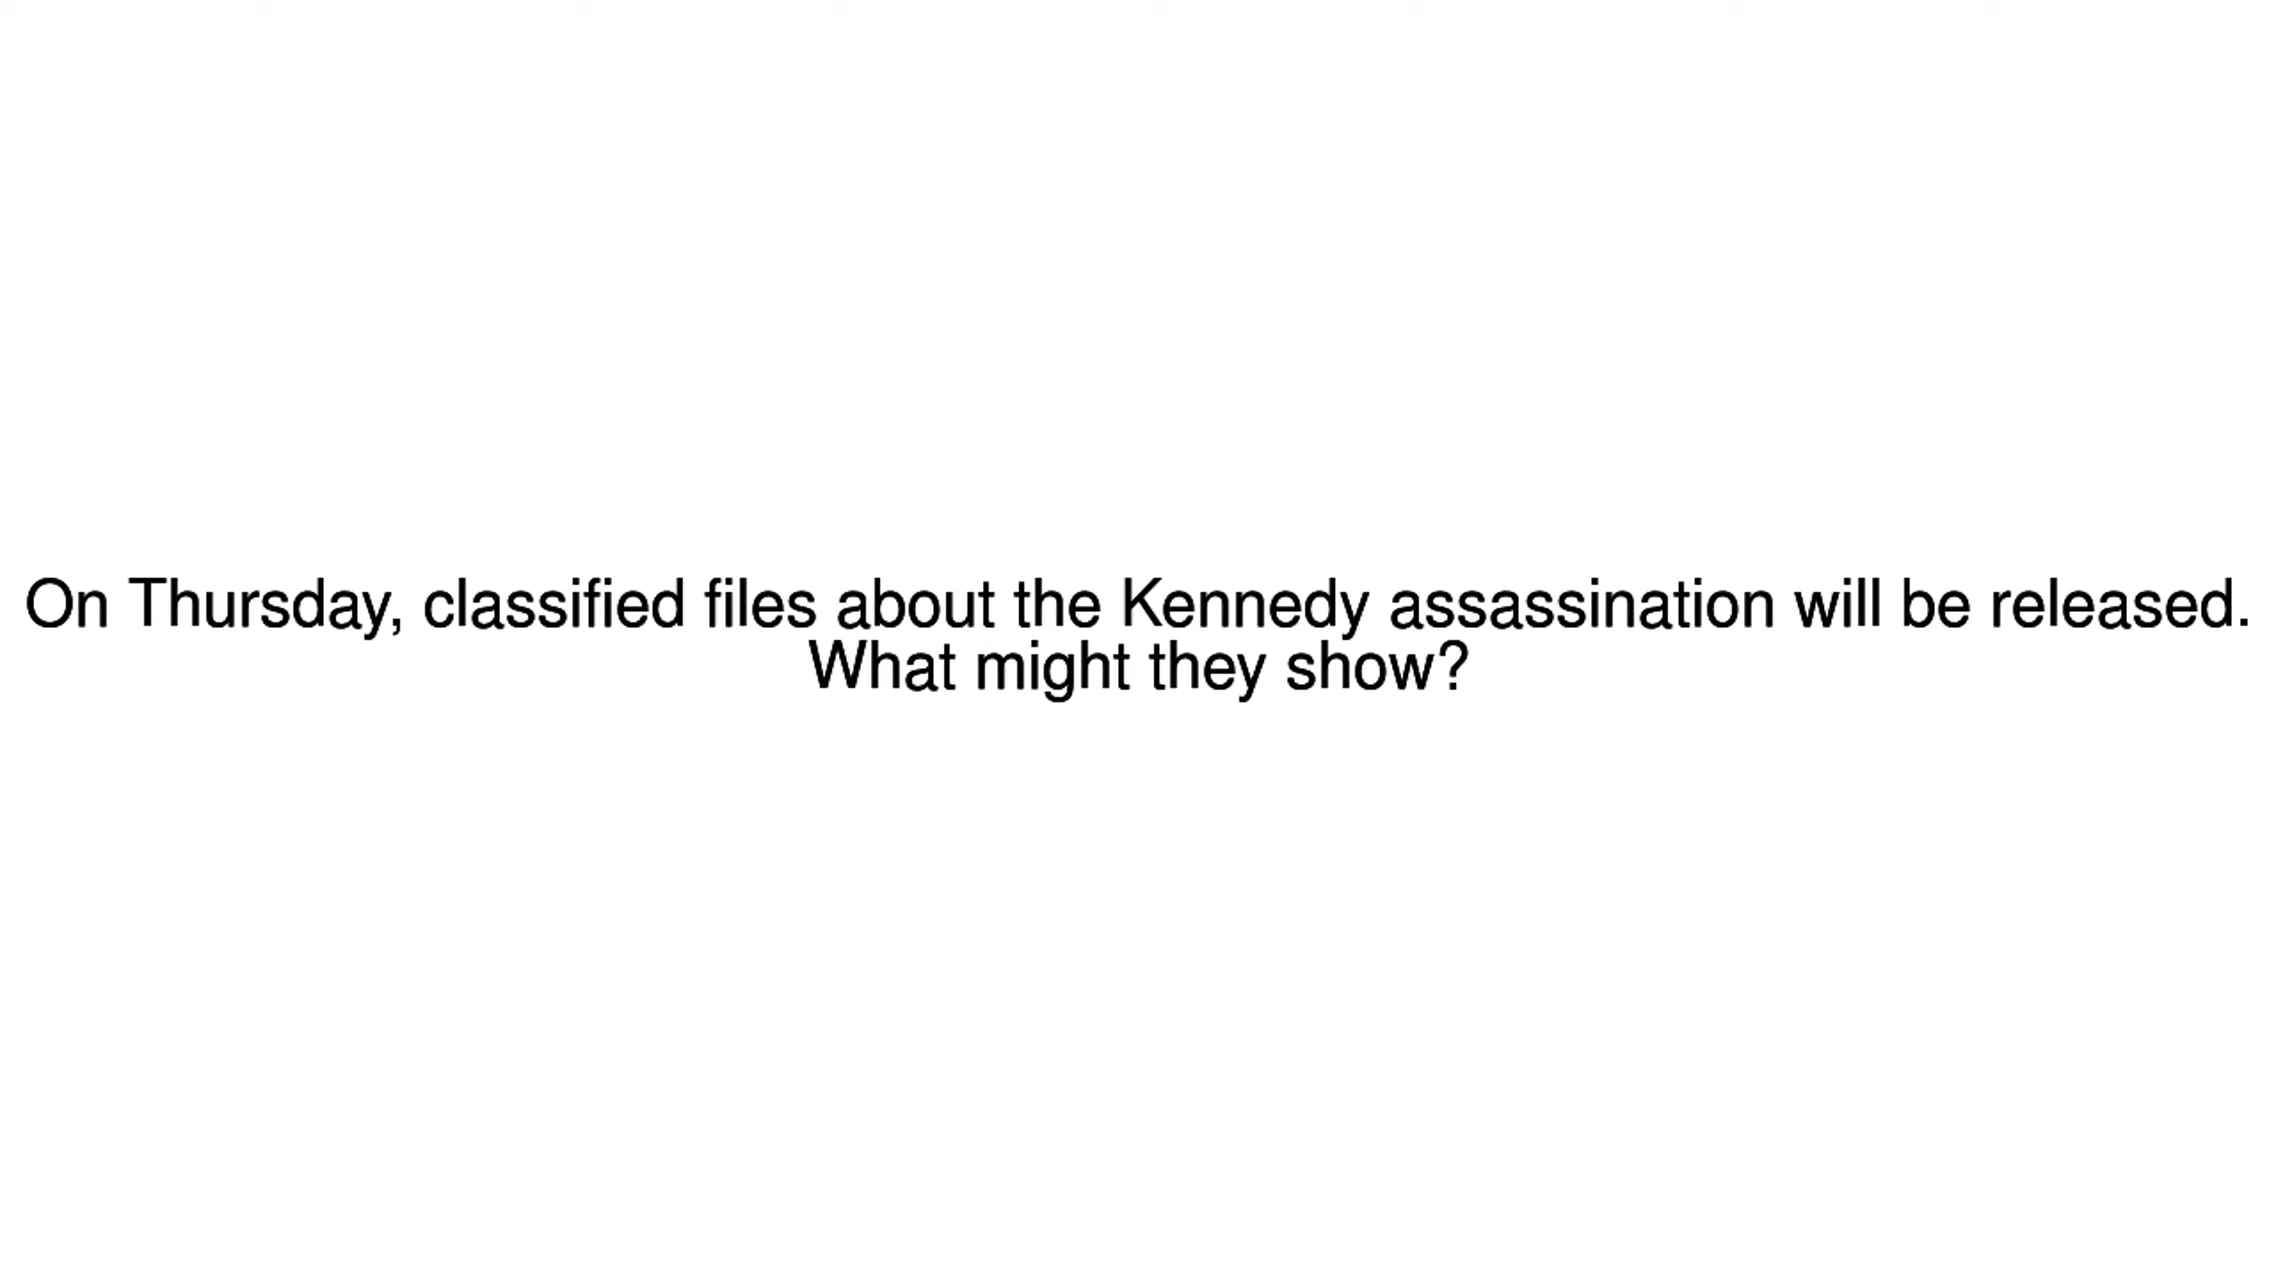 On Thursday, classified files about the Kennedy assassination will be released.
What might they show?